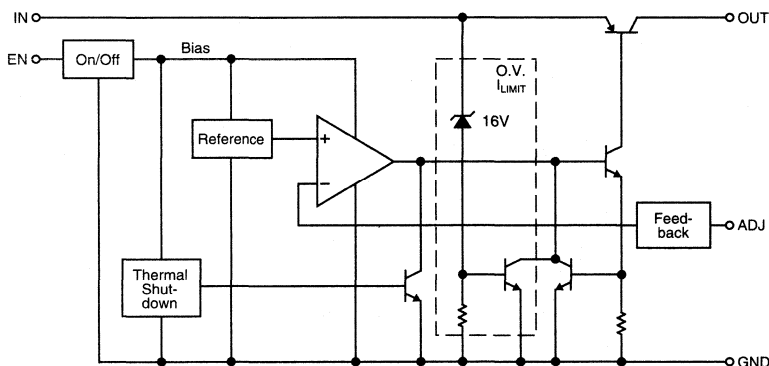 IN
OUT
EN
On/Off
Bias
O.V.
ILIMIT
16V
Reference
+
−
Feed-
back
ADJ
Thermal
Shut-
down
GND